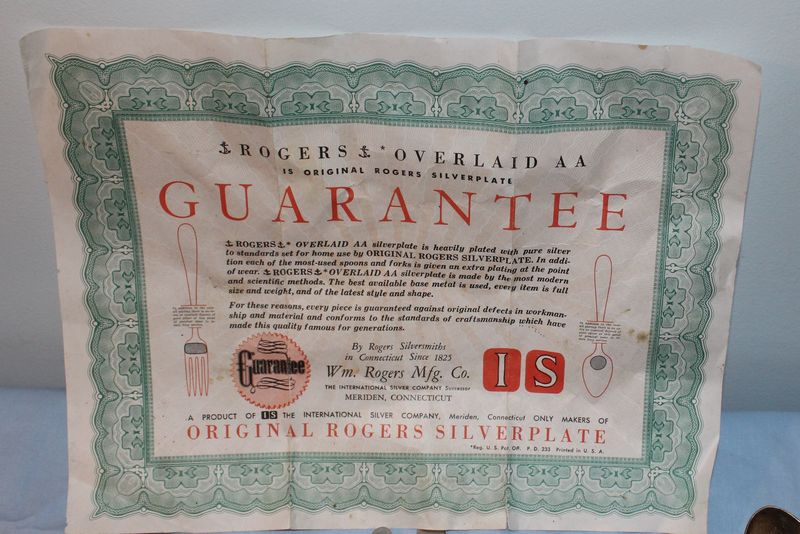 ⚓ROGERS⚓*OVERLAID AA
IS ORIGINAL ROGERS SILVERPLATE
GUARANTEE
⚓ROGERS⚓* OVERLAID AA silverplate is heavily plated with pure silver
to standards set for home use by ORIGINAL ROGERS SILVERPLATE. In addi-
tion each of the most-used spoons and forks is given an extra plating at the point
of wear. ⚓ROGERS⚓*OVERLAID AA silverplate is made by the most modern
and scientific methods. The best available base metal is used, every item is full
size and weight, and of the latest style and shape.
For these reasons, every piece is guaranteed against original defects in workman-
ship and material and conforms to the standards of craftsmanship which have
made this quality famous for generations.
Guarantee
By Rogers Silversmiths
in Connecticut Since 1825
Wm. Rogers Mfg. Co.
THE INTERNATIONAL SILVER COMPANY Successor
MERIDEN, CONNECTICUT
IS
A PRODUCT OF IS THE INTERNATIONAL SILVER COMPANY, Meriden, Connecticut ONLY MAKERS OF
ORIGINAL ROGERS SILVERPLATE
*Reg. U. S. Pat. Off. P. D. 233 Printed in U. S. A.